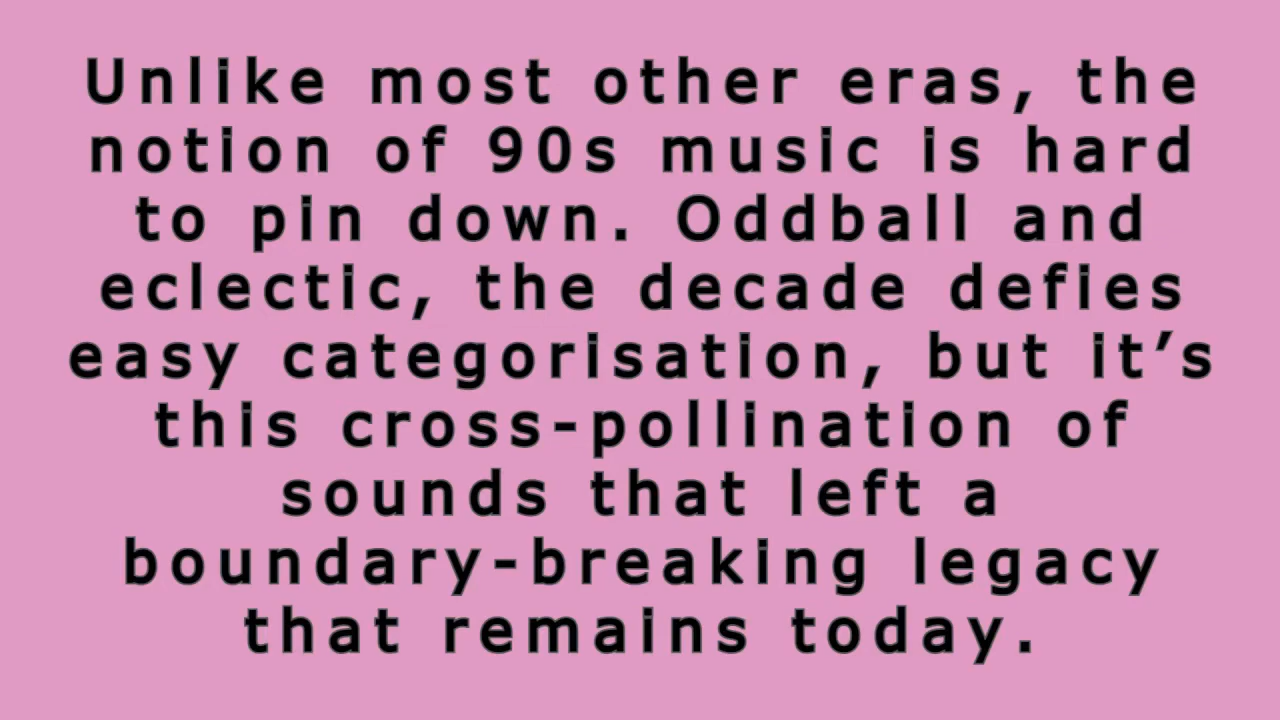 Unlike most other eras, the
notion of 90s music is hard
to pin down. Oddball and
eclectic, the decade defies
easy categorisation, but it’s
this cross-pollination of
sounds that left a
boundary-breaking legacy
that remains today.